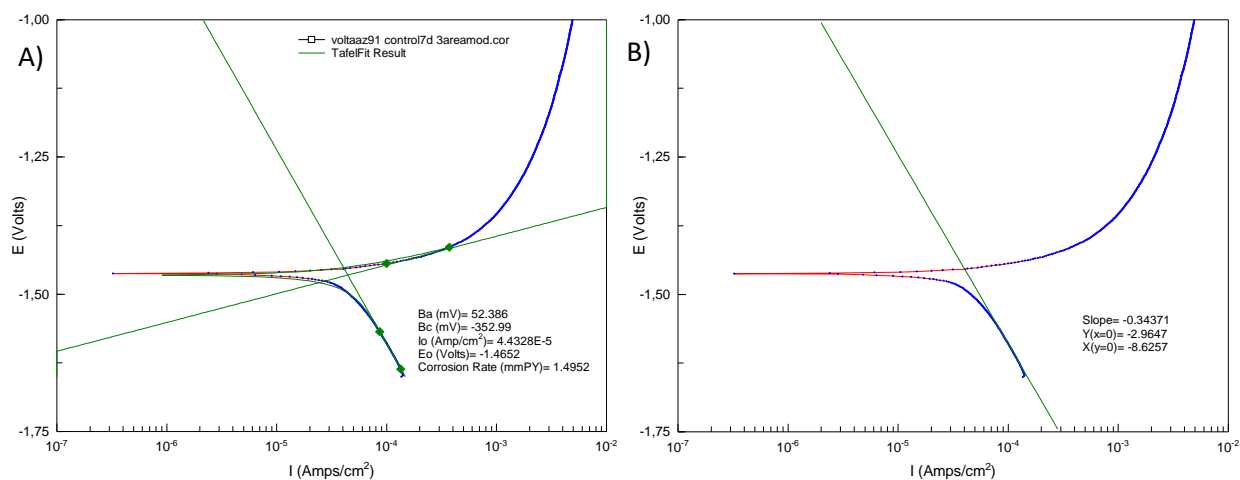 A)
-1,00
-1,25
-1,50
-1,75
E (Volts)
voltaaz91 control7d 3areamod.cor
TafelFit Result
Ba (mV)= 52.386
Bc (mV)= -352.99
Io (Amp/cm²)= 4.4328E-5
Eo (Volts)= -1.4652
Corrosion Rate (mmPY)= 1.4952
10⁻⁷ 10⁻⁶ 10⁻⁵ 10⁻⁴ 10⁻³ 10⁻²
I (Amps/cm²)
B)
-1,00
-1,25
-1,50
-1,75
E (Volts)
Slope= -0.34371
Y(x=0)= -2.9647
X(y=0)= -8.6257
10⁻⁷ 10⁻⁶ 10⁻⁵ 10⁻⁴ 10⁻³ 10⁻²
I (Amps/cm²)